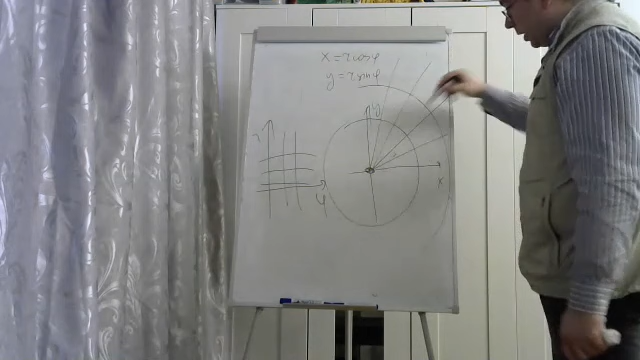 x = r cos φ
y = r sin φ
y
r
x
φ